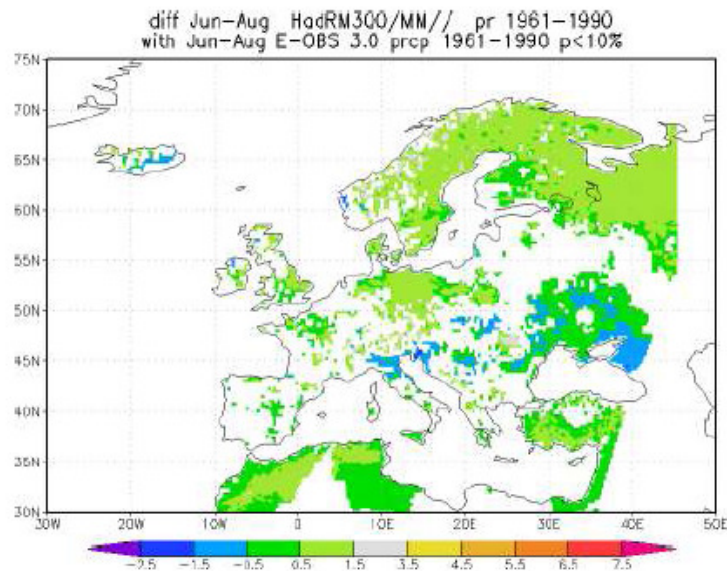 diff Jun-Aug HadRM300/MM// pr 1961-1990
with Jun-Aug E-OBS 3.0 prcp 1961-1990 p<10%
75N
70N
65N
60N
55N
50N
45N
40N
35N
30N
30W 20W 10W 0 10E 20E 30E 40E 50E
-2.5 -1.5 -0.5 0.5 1.5 3.5 4.5 5.5 6.5 7.5